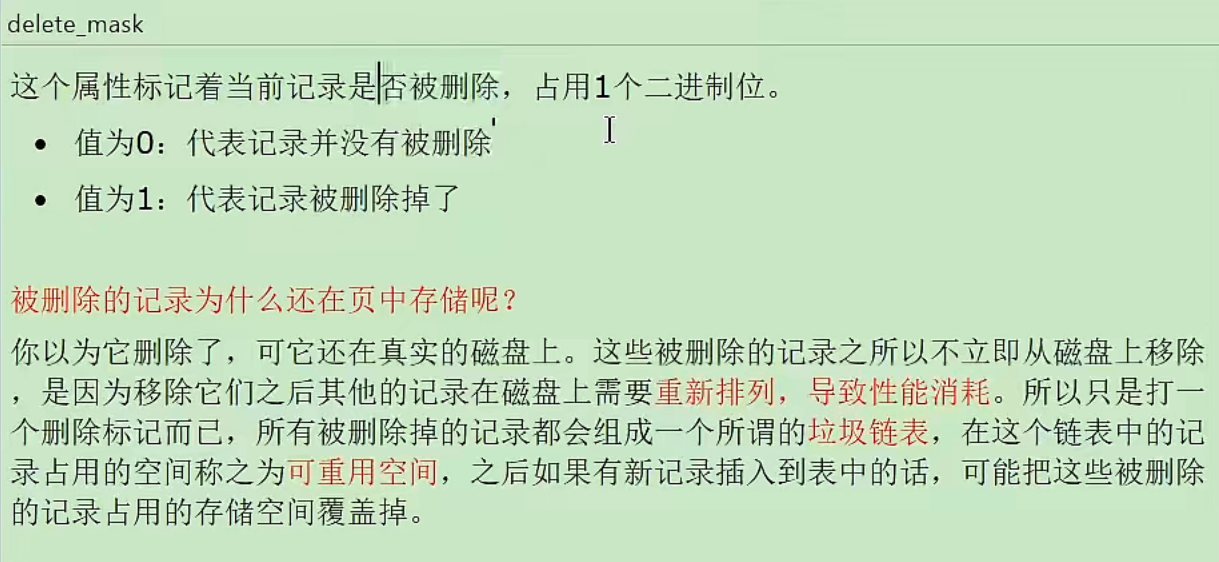 delete_mask
这个属性标记着当前记录是否被删除，占用1个二进制位。
• 值为0：代表记录并没有被删除
• 值为1：代表记录被删除掉了
被删除的记录为什么还在页中存储呢？
你以为它删除了，可它还在真实的磁盘上。这些被删除的记录之所以不立即从磁盘上移除
，是因为移除它们之后其他的记录在磁盘上需要重新排列，导致性能消耗。所以只是打一
个删除标记而已，所有被删除掉的记录都会组成一个所谓的垃圾链表，在这个链表中的记
录占用的空间称之为可重用空间，之后如果有新记录插入到表中的话，可能把这些被删除
的记录占用的存储空间覆盖掉。